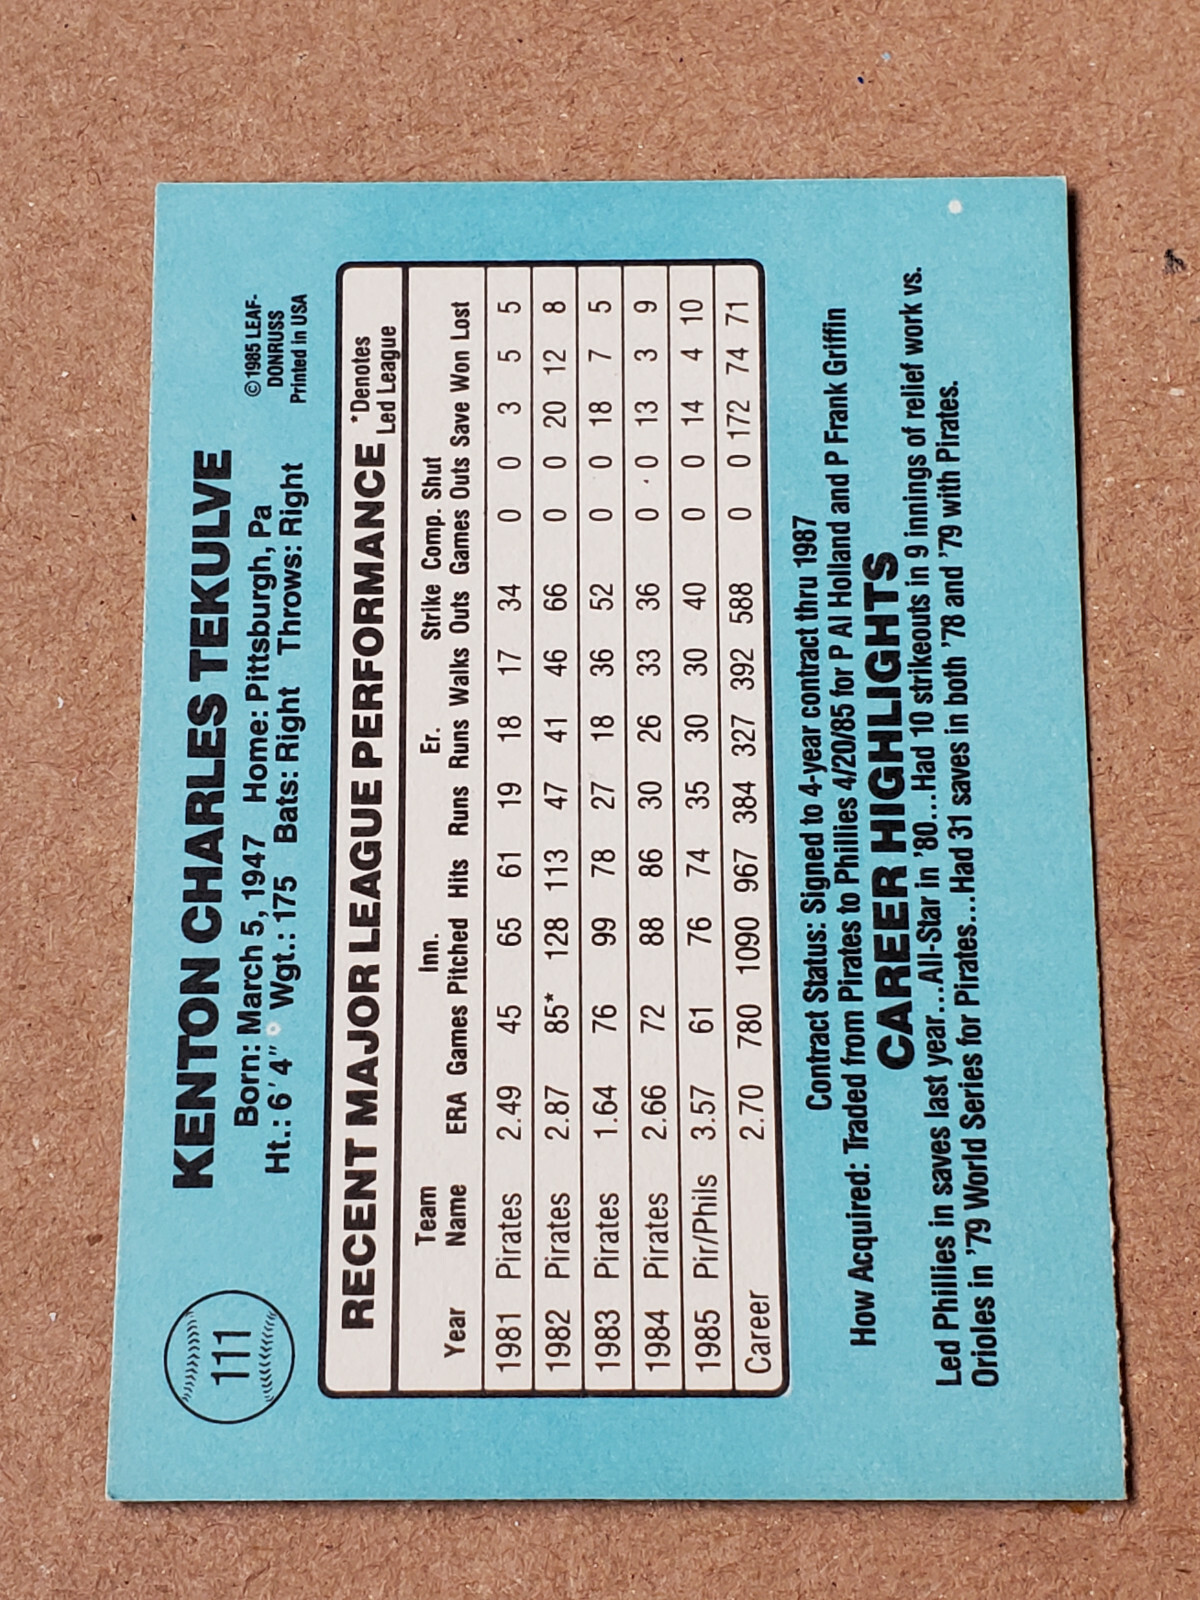 111
KENTON CHARLES TEKULVE
Born: March 5, 1947 Home: Pittsburgh, Pa
Ht.: 6'4" Wgt.: 175 Bats: Right Throws: Right
© 1985 LEAF-
DONRUSS
Printed in USA
RECENT MAJOR LEAGUE PERFORMANCE *Denotes
Led League
Team Inn. Er. Strike Comp. Shut
Year Name ERA Games Pitched Hits Runs Runs Walks Outs Games Outs Save Won Lost
1981 Pirates 2.49 45 65 61 19 18 17 34 0 0 3 5 5
1982 Pirates 2.87 85* 128 113 47 41 46 66 0 0 20 12 8
1983 Pirates 1.64 76 99 78 27 18 36 52 0 0 18 7 5
1984 Pirates 2.66 72 88 86 30 26 33 36 0 0 13 3 9
1985 Pir/Phils 3.57 61 76 74 35 30 30 40 0 0 14 4 10
Career 2.70 780 1090 967 384 327 392 588 0 0 172 74 71
Contract Status: Signed to 4-year contract thru 1987
How Acquired: Traded from Pirates to Phillies 4/20/85 for P Al Holland and P Frank Griffin
CAREER HIGHLIGHTS
Led Phillies in saves last year...All-Star in '80...Had 10 strikeouts in 9 innings of relief work vs.
Orioles in '79 World Series for Pirates...Had 31 saves in both '78 and '79 with Pirates.